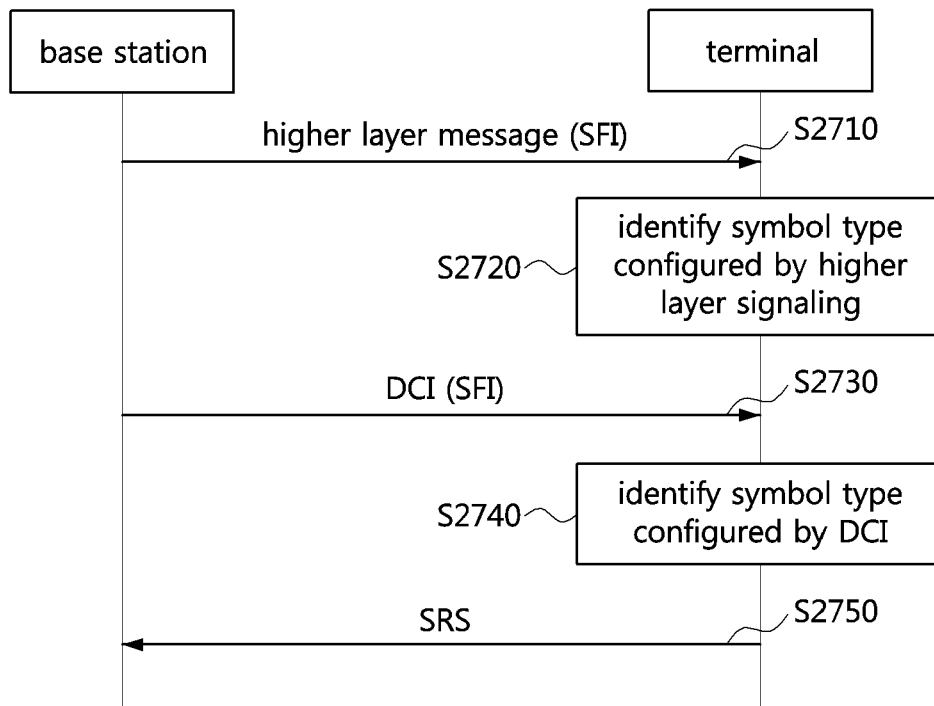 base station
terminal
higher layer message (SFI)
S2710
identify symbol type
configured by higher
layer signaling
S2720
DCI (SFI)
S2730
identify symbol type
configured by DCI
S2740
SRS
S2750